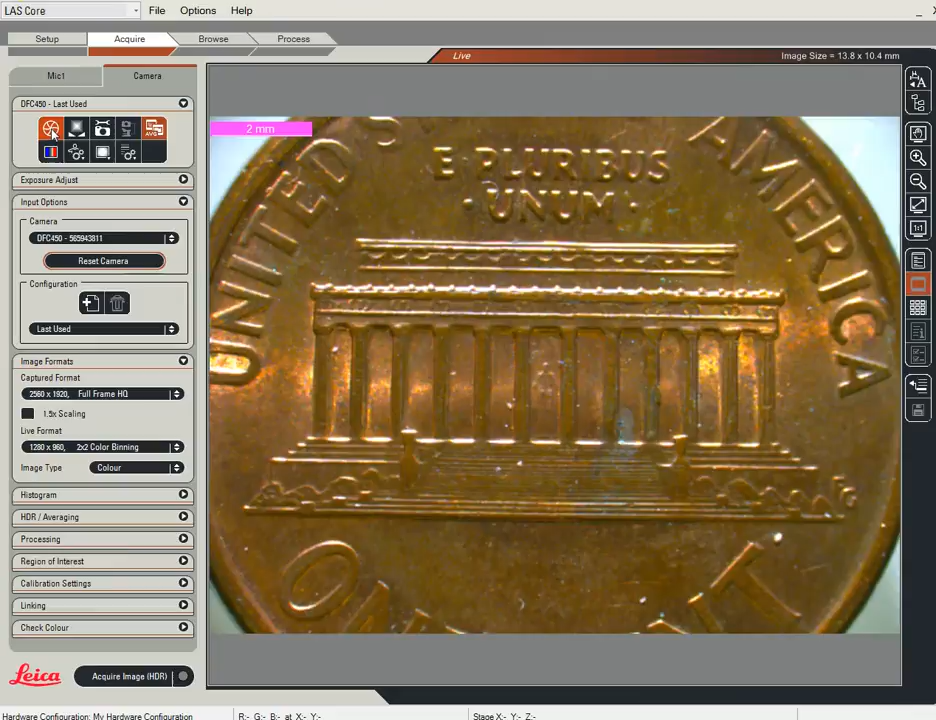 LAS Core
File Options Help
Setup Acquire Browse Process
Live
Image Size = 13.8 x 10.4 mm
Mic1 Camera
DFC450 - Last Used
Exposure Adjust
Input Options
Camera
DFC450 - 565943811
Reset Camera
Configuration
Last Used
Image Formats
Captured Format
2560 x 1920, Full Frame HQ
1.5x Scaling
Live Format
1280 x 960, 2x2 Color Binning
Image Type Colour
Histogram
HDR / Averaging
Processing
Region of Interest
Calibration Settings
Linking
Check Colour
Leica
Acquire Image (HDR)
AVG
2 mm
UNITED S
AMERICA
E PLURIBUS
· UNUM ·
ON
T
A
1:1
Hardware Configuration: My Hardware Configuration
R:- G:- B:- at X:- Y:-
Stage X:- Y:- Z:-